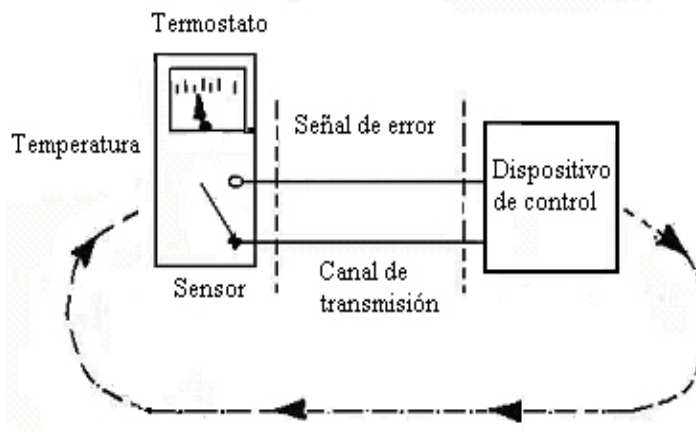 Termostato
Temperatura
Señal de error
Dispositivo
de control
Sensor
Canal de
transmisión